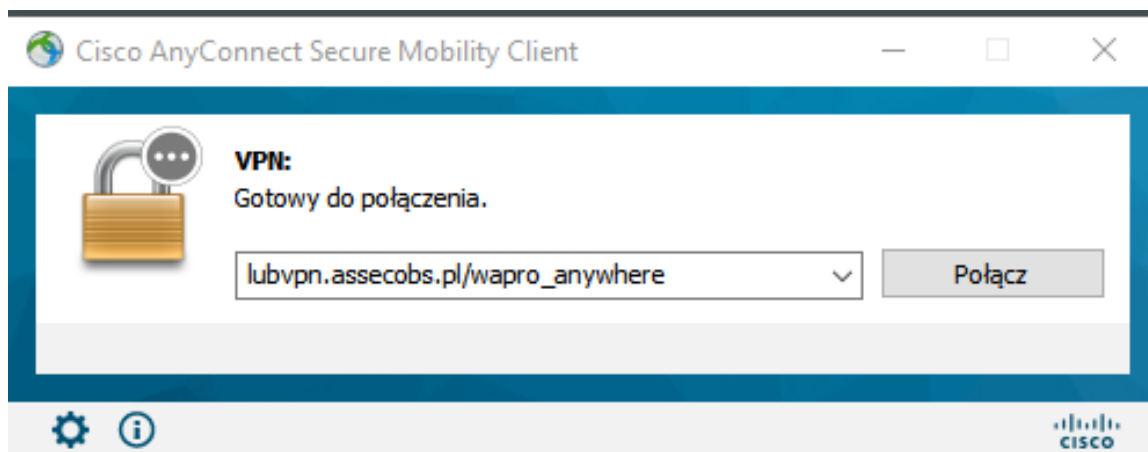 Cisco AnyConnect Secure Mobility Client
VPN:
Gotowy do połączenia.
lubvpn.assecobs.pl/wapro_anywhere
Połącz
CISCO